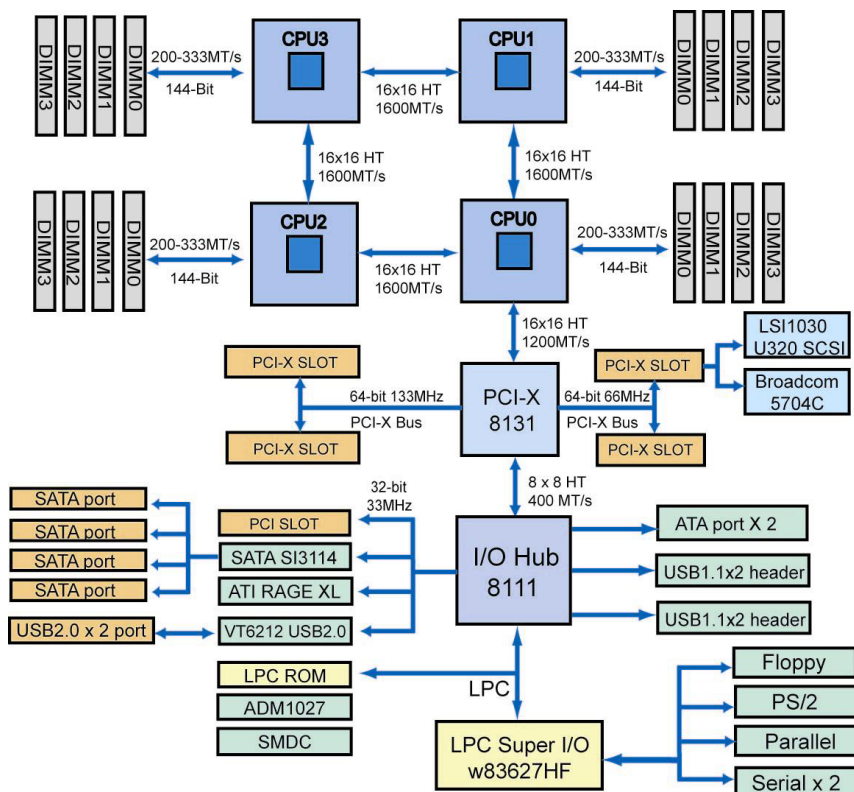 CPU3
CPU1
DIMM3
DIMM2
DIMM1
DIMM0
200-333MT/s
144-Bit
16x16 HT
1600MT/s
200-333MT/s
144-Bit
DIMM0
DIMM1
DIMM2
DIMM3
16x16 HT
1600MT/s
16x16 HT
1600MT/s
CPU2
CPU0
DIMM3
DIMM2
DIMM1
DIMM0
200-333MT/s
144-Bit
16x16 HT
1600MT/s
200-333MT/s
144-Bit
DIMM0
DIMM1
DIMM2
DIMM3
16x16 HT
1200MT/s
LSI1030
U320 SCSI
PCI-X SLOT
PCI-X SLOT
Broadcom
5704C
64-bit 133MHz
PCI-X Bus
PCI-X
8131
64-bit 66MHz
PCI-X Bus
PCI-X SLOT
PCI-X SLOT
8 x 8 HT
400 MT/s
32-bit
33MHz
SATA port
SATA port
SATA port
SATA port
USB2.0 x 2 port
PCI SLOT
SATA SI3114
ATI RAGE XL
VT6212 USB2.0
I/O Hub
8111
ATA port X 2
USB1.1x2 header
USB1.1x2 header
LPC ROM
ADM1027
SMDC
LPC
LPC Super I/O
w83627HF
Floppy
PS/2
Parallel
Serial x 2